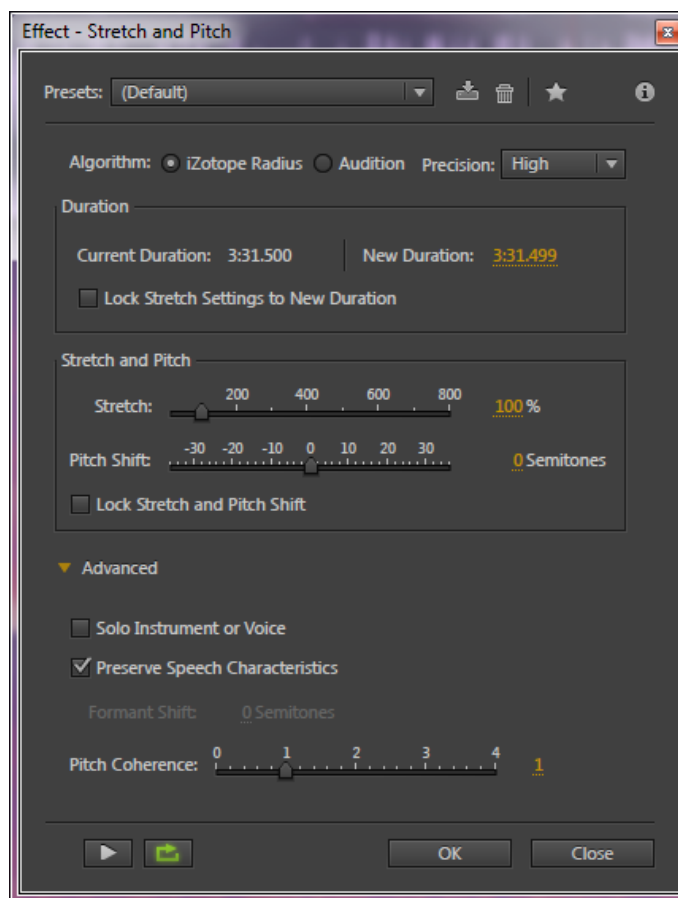 Effect - Stretch and Pitch
Presets: (Default)
Algorithm: iZotope Radius Audition Precision: High
Duration
Current Duration: 3:31.500 New Duration: 3:31.499
Lock Stretch Settings to New Duration
Stretch and Pitch
200 400 600 800
Stretch: 100 %
-30 -20 -10 0 10 20 30
Pitch Shift: 0 Semitones
Lock Stretch and Pitch Shift
Advanced
Solo Instrument or Voice
Preserve Speech Characteristics
Formant Shift: 0 Semitones
0 1 2 3 4
Pitch Coherence: 1
OK Close